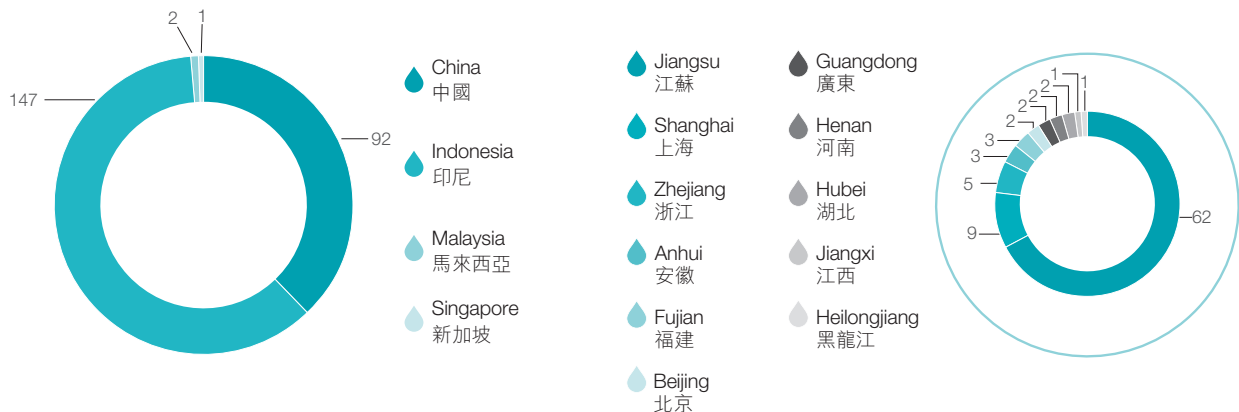 2
1
147
92
China
中國
Indonesia
印尼
Malaysia
馬來西亞
Singapore
新加坡
Jiangsu
江蘇
Shanghai
上海
Zhejiang
浙江
Anhui
安徽
Fujian
福建
Beijing
北京
Guangdong
廣東
Henan
河南
Hubei
湖北
Jiangxi
江西
Heilongjiang
黑龍江
1
1
2
2
2
2
3
3
5
9
62